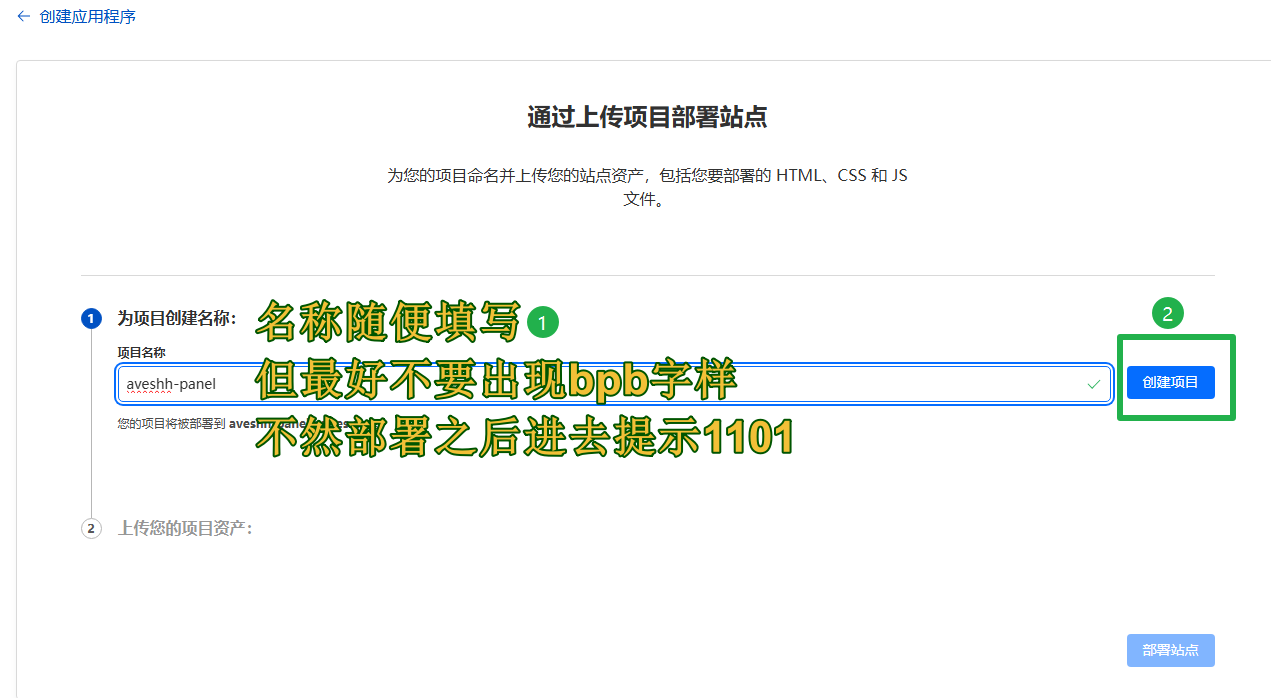 ← 创建应用程序
通过上传项目部署站点
为您的项目命名并上传您的站点资产，包括您要部署的 HTML、CSS 和 JS
文件。
1 为项目创建名称：
名称随便填写 1
2
项目名称
aveshh-panel
但最好不要出现bpb字样
创建项目
您的项目将被部署到
不然部署之后进去提示1101
2 上传您的项目资产：
部署站点